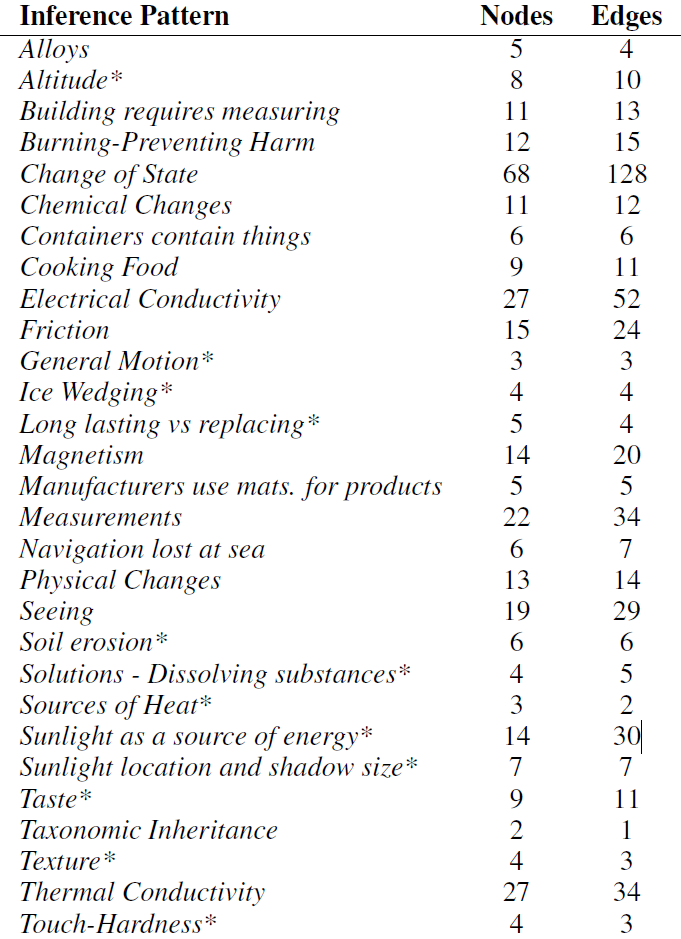 Inference Pattern Nodes Edges
Alloys 5 4
Altitude* 8 10
Building requires measuring 11 13
Burning-Preventing Harm 12 15
Change of State 68 128
Chemical Changes 11 12
Containers contain things 6 6
Cooking Food 9 11
Electrical Conductivity 27 52
Friction 15 24
General Motion* 3 3
Ice Wedging* 4 4
Long lasting vs replacing* 5 4
Magnetism 14 20
Manufacturers use mats. for products 5 5
Measurements 22 34
Navigation lost at sea 6 7
Physical Changes 13 14
Seeing 19 29
Soil erosion* 6 6
Solutions - Dissolving substances* 4 5
Sources of Heat* 3 2
Sunlight as a source of energy* 14 30
Sunlight location and shadow size* 7 7
Taste* 9 11
Taxonomic Inheritance 2 1
Texture* 4 3
Thermal Conductivity 27 34
Touch-Hardness* 4 3